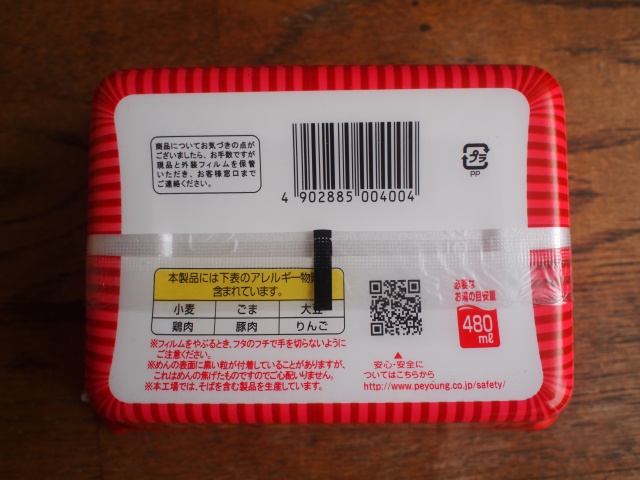 商品についてお気づきの点が
ございましたら、お手数ですが
現品と外装フィルムを保管
いただき、お客様窓口まで
ご連絡ください。
4 902885 004004
プラ
PP
本製品には下表のアレルギー物
含まれています。
小麦 ごま 大豆
鶏肉 豚肉 りんご
※フィルムをやぶるとき、フタのフチで手を切らないように
ご注意ください。
※めんの表面に黒い粒が付着していることがありますが、
これはめんの焦げたものですのでご心配いりません。
※本工場では、そばを含む製品を生産しています。
安心・安全に
ついてはこちらから
http://www.peyoung.co.jp/safety/
必要な
お湯の目安量
480
mℓ